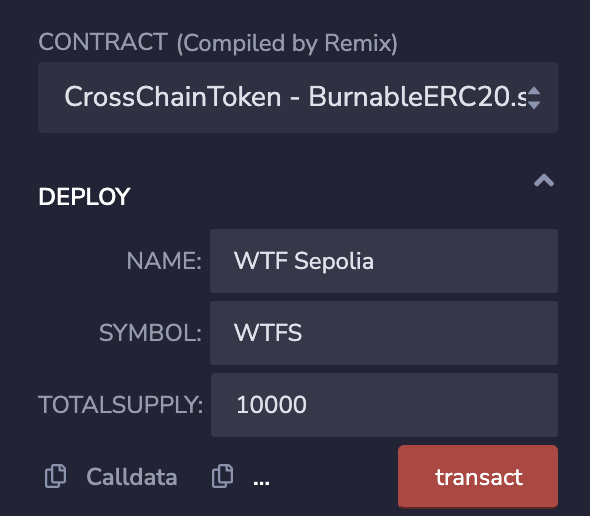 CONTRACT (Compiled by Remix)
CrossChainToken - BurnableERC20.s
DEPLOY
NAME: WTF Sepolia
SYMBOL: WTFS
TOTALSUPPLY: 10000
Calldata ... transact